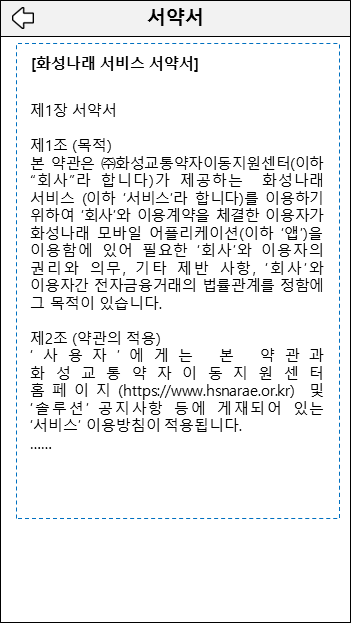 서약서
[화성나래 서비스 서약서]
제1장 서약서
제1조 (목적)
본 약관은 ㈜화성교통약자이동지원센터(이하
“회사”라 합니다)가 제공하는 화성나래
서비스 (이하 ‘서비스’라 합니다)를 이용하기
위하여 ‘회사’와 이용계약을 체결한 이용자가
화성나래 모바일 어플리케이션(이하 ‘앱’)을
이용함에 있어 필요한 ‘회사’와 이용자의
권리와 의무, 기타 제반 사항, ‘회사’와
이용자간 전자금융거래의 법률관계를 정함에
그 목적이 있습니다.
제2조 (약관의 적용)
‘사용자’에게는 본 약관과
화성교통약자이동지원센터
홈페이지(https://www.hsnarae.or.kr) 및
‘솔루션’ 공지사항 등에 게재되어 있는
‘서비스’ 이용방침이 적용됩니다.
......